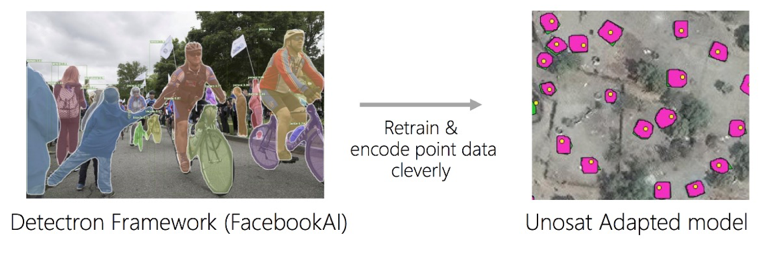 Retrain &
encode point data
cleverly
Detectron Framework (FacebookAI)
Unosat Adapted model